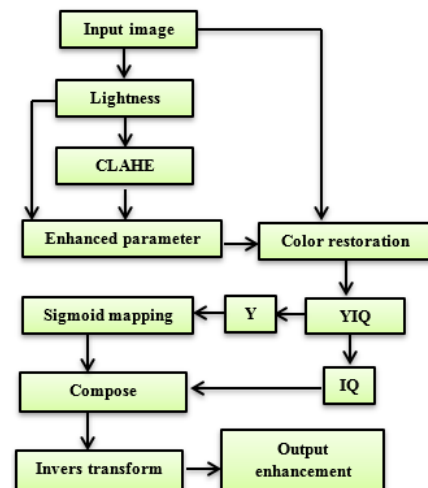 Input image
Lightness
CLAHE
Enhanced parameter
Color restoration
Sigmoid mapping
Y
YIQ
IQ
Compose
Invers transform
Output
enhancement